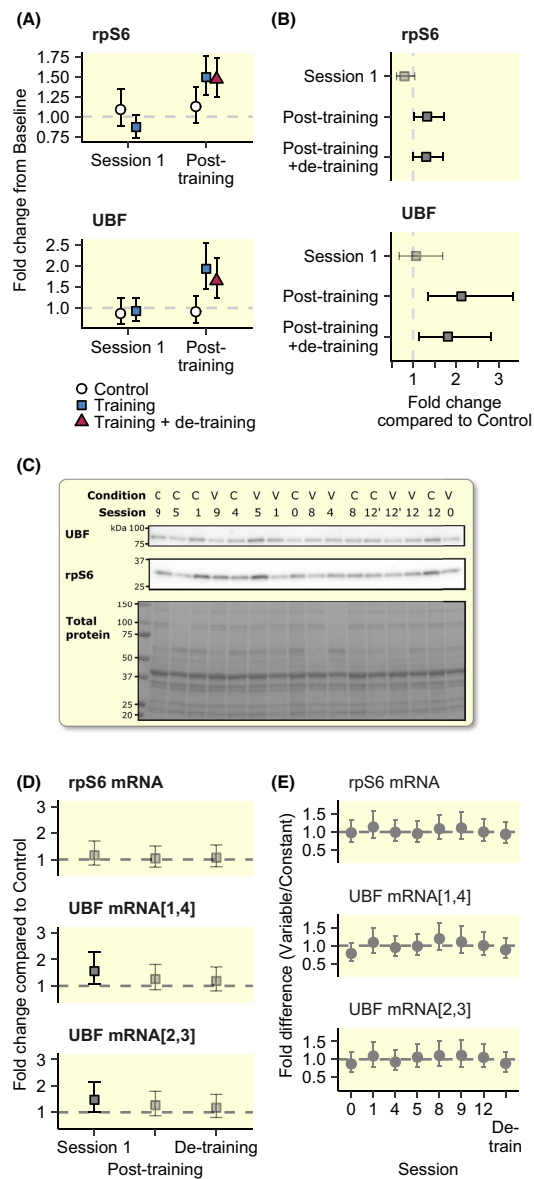 (A)
rpS6
1.75
1.50
1.25
1.00
0.75
Session 1
Post-
training
UBF
2.5
2.0
1.5
1.0
Session 1
Post-
training
Fold change from Baseline
Control
Training
Training + de-training
(B)
rpS6
Session 1
Post-training
Post-training
+de-training
UBF
Session 1
Post-training
Post-training
+de-training
1 2 3
Fold change
compared to Control
(C)
Condition C C C V C V V C V V C C V V C V
Session 9 5 1 9 4 5 1 0 8 4 8 12' 12' 12 12 0
UBF
kDa 100
75
rpS6
37
25
Total
protein
150
100
75
50
37
25
20
(D)
rpS6 mRNA
3
2
1
UBF mRNA[1,4]
3
2
1
UBF mRNA[2,3]
3
2
1
Fold change compared to Control
Session 1 De-training
Post-training
(E)
rpS6 mRNA
1.5
1.0
0.5
UBF mRNA[1,4]
1.5
1.0
0.5
UBF mRNA[2,3]
1.5
1.0
0.5
Fold difference (Variable/Constant)
0 1 4 5 8 9 12
De-
train
Session